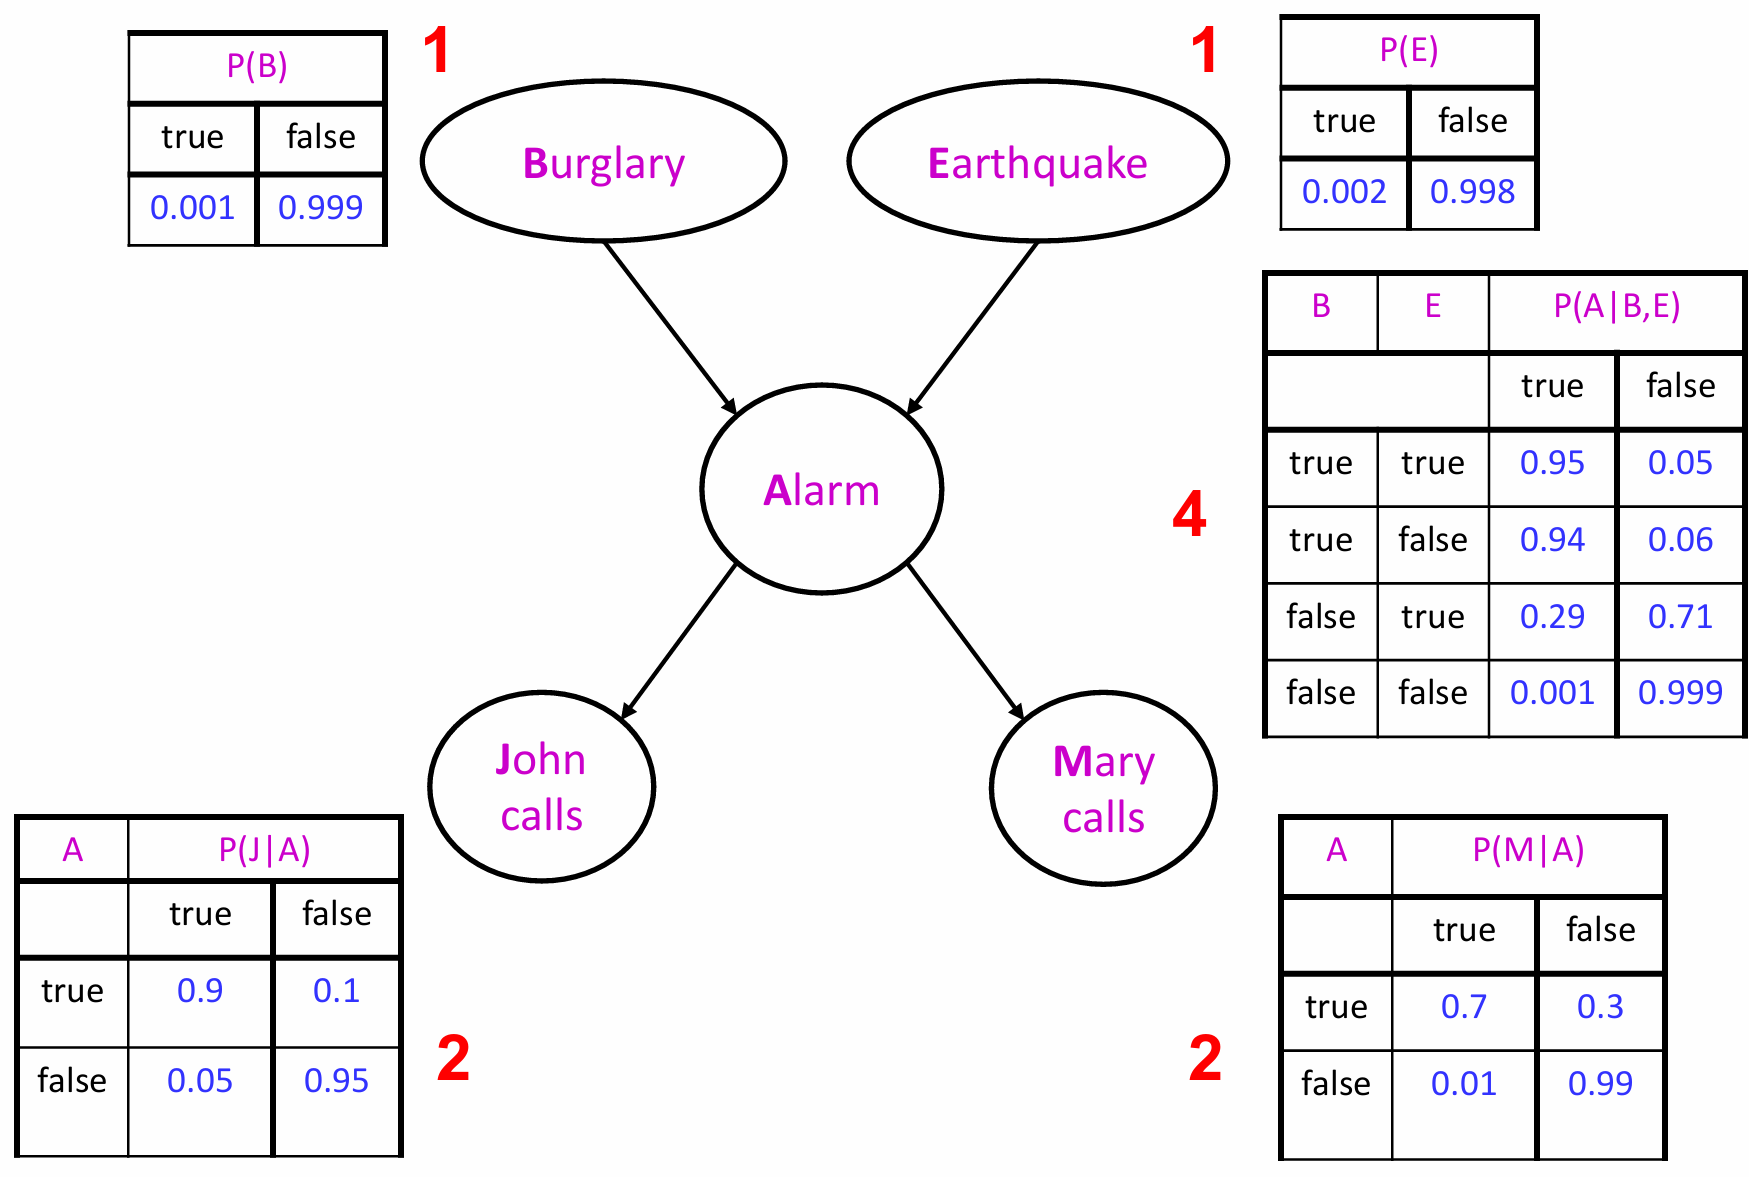 P(B)
true false
0.001 0.999
1
Burglary
1
Earthquake
P(E)
true false
0.002 0.998
B E P(A|B,E)
true false
true true 0.95 0.05
true false 0.94 0.06
false true 0.29 0.71
false false 0.001 0.999
4
Alarm
John
calls
Mary
calls
A P(J|A)
true false
true 0.9 0.1
false 0.05 0.95
2
2
A P(M|A)
true false
true 0.7 0.3
false 0.01 0.99